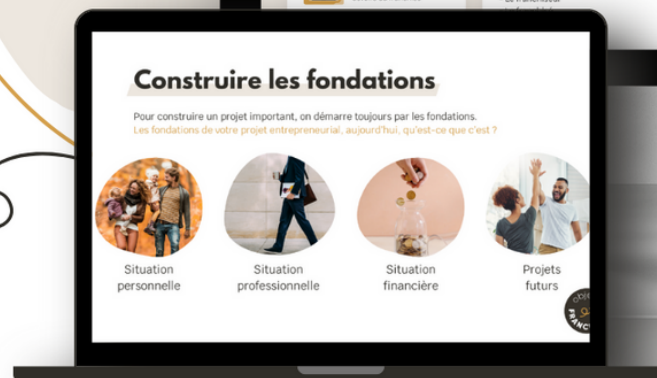 Construire les fondations
Pour construire un projet important, on démarre toujours par les fondations.
Les fondations de votre projet entrepreneurial, aujourd'hui, qu'est-ce que c'est ?
Situation
personnelle
Situation
professionnelle
Situation
financière
Projets
futurs